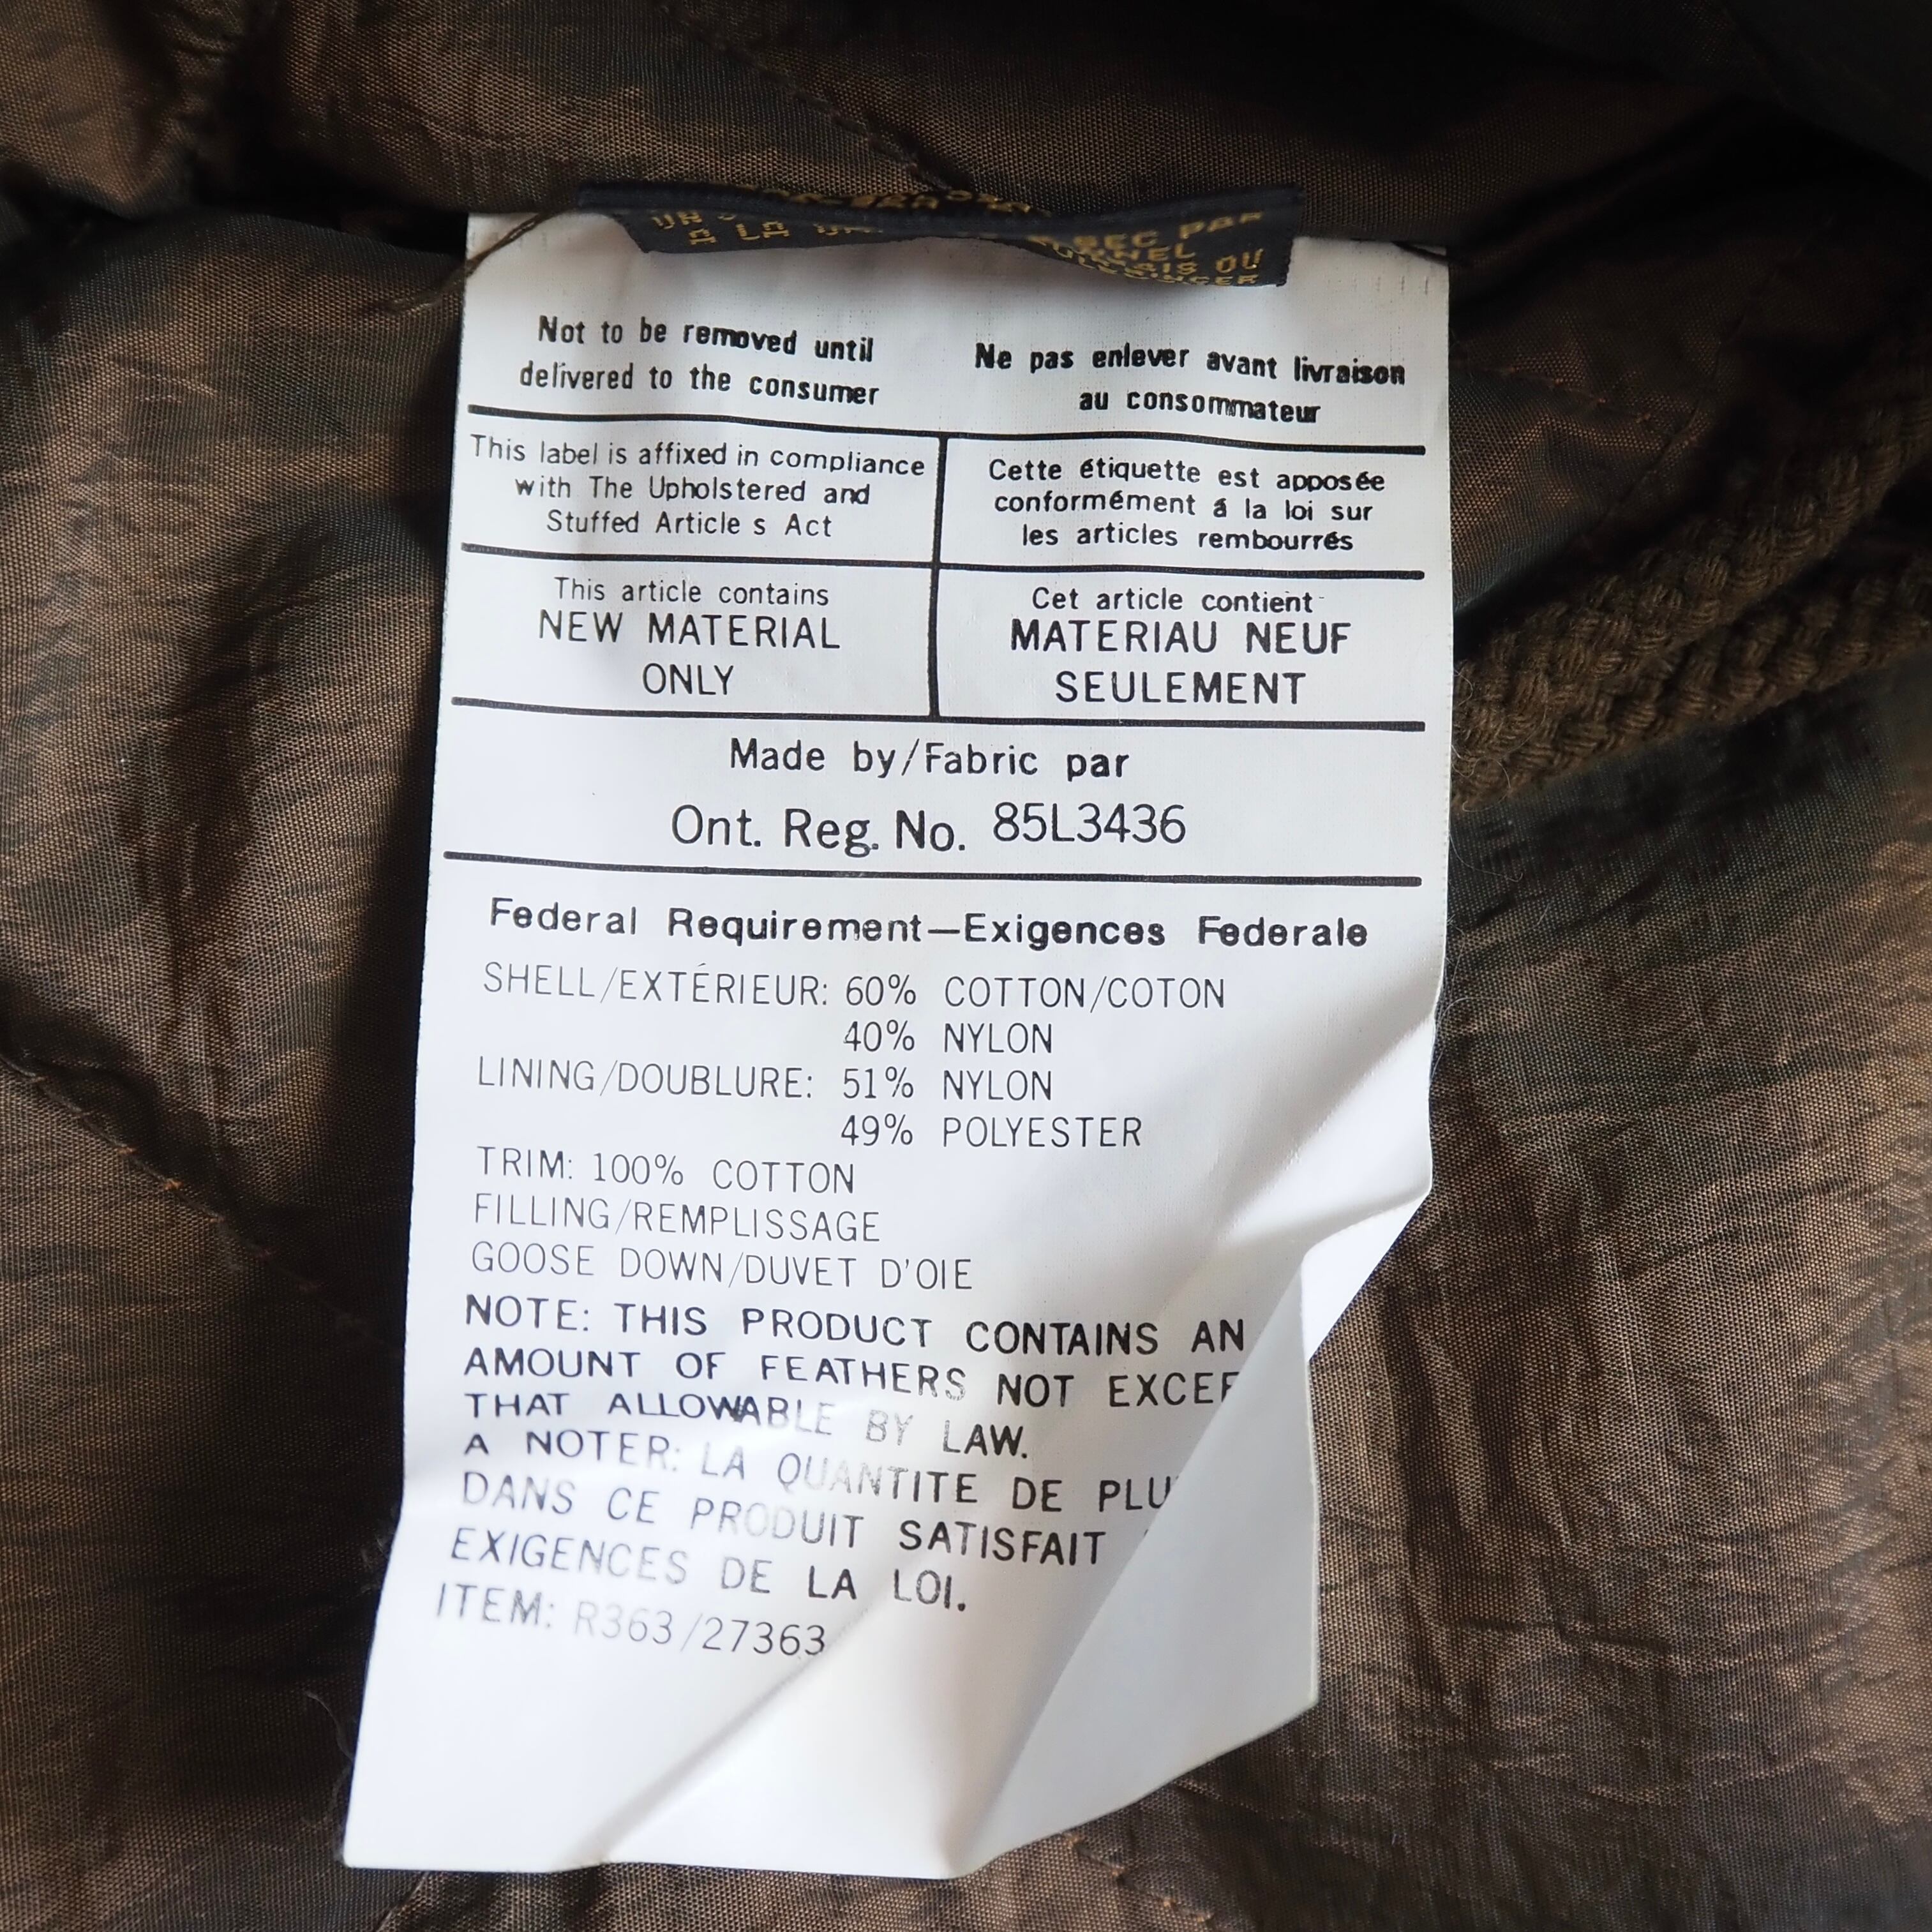 REC PAR
OU
Not to be removed until
delivered to the consumer
Ne pas enlever avant livraison
au consommateur
This label is affixed in compliance
with The Upholstered and
Stuffed Article s Act
Cette étiquette est apposée
conformément á la loi sur
les articles rembourrés
This article contains
NEW MATERIAL
ONLY
Cet article contient
MATERIAU NEUF
SEULEMENT
Made by/Fabric par
Ont. Reg. No. 85L3436
Federal Requirement—Exigences Federale
SHELL/EXTÉRIEUR: 60% COTTON/COTON
40% NYLON
LINING/DOUBLURE: 51% NYLON
49% POLYESTER
TRIM: 100% COTTON
FILLING/REMPLISSAGE
GOOSE DOWN/DUVET D'OIE
NOTE: THIS PRODUCT CONTAINS AN
AMOUNT OF FEATHERS NOT
THAT ALLOWABLE BY LAW.
A NOTER: LA QUANTITE DE PLU
DANS CE PRODUIT SATISFAIT
EXIGENCES DE LA LOI.
ITEM: R363/27363